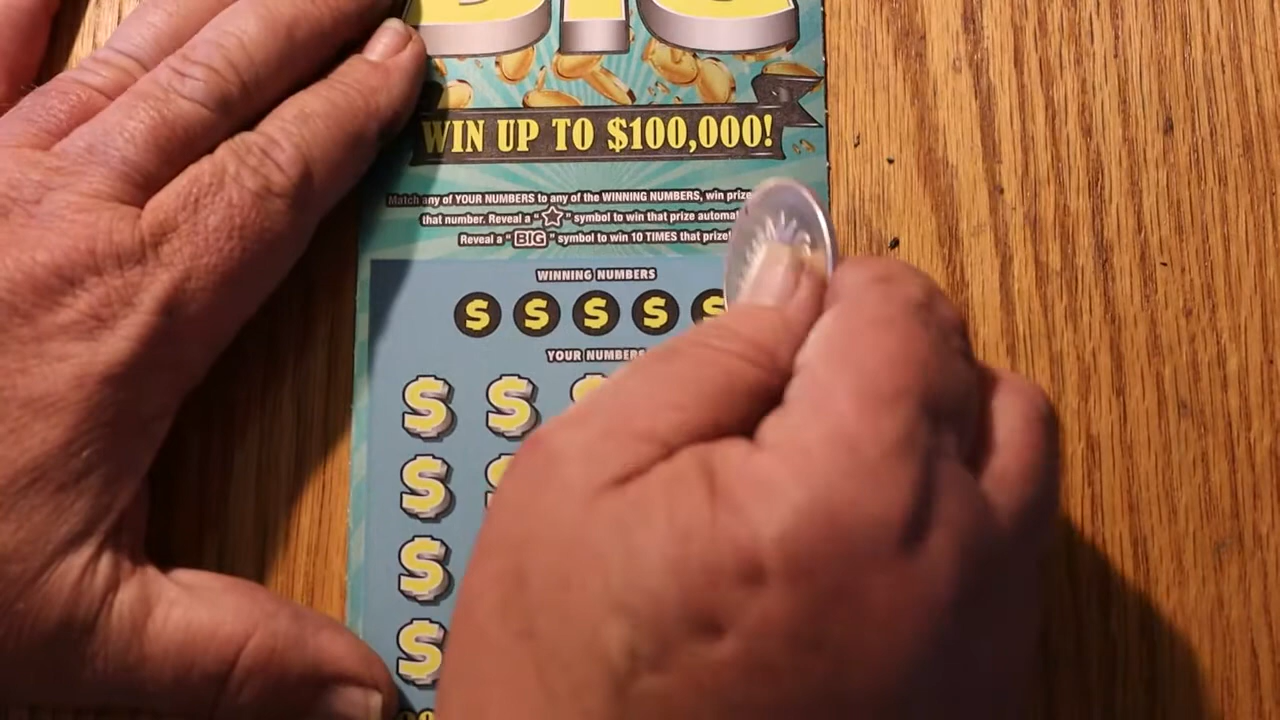 BIG
WIN UP TO $100,000!
Match any of YOUR NUMBERS to any of the WINNING NUMBERS, win prize
that number. Reveal a "☆" symbol to win that prize
Reveal a "BIG" symbol to win 10 TIMES that prize
WINNING NUMBERS
$ $ $ $ $
YOUR NUMBERS
$ $ $
$ $
$
$